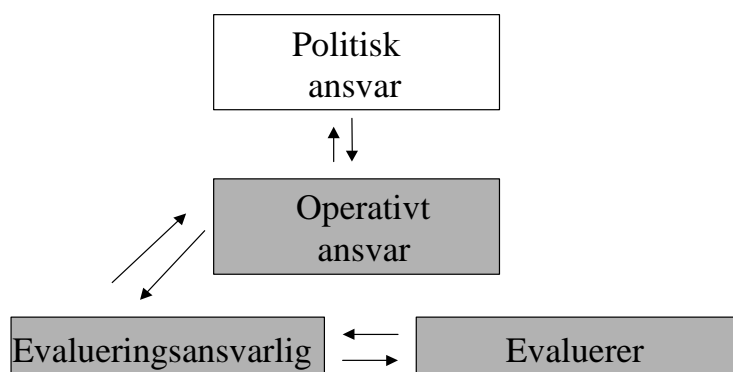 Politisk
ansvar
Operativt
ansvar
Evalueringsansvarlig
Evaluerer